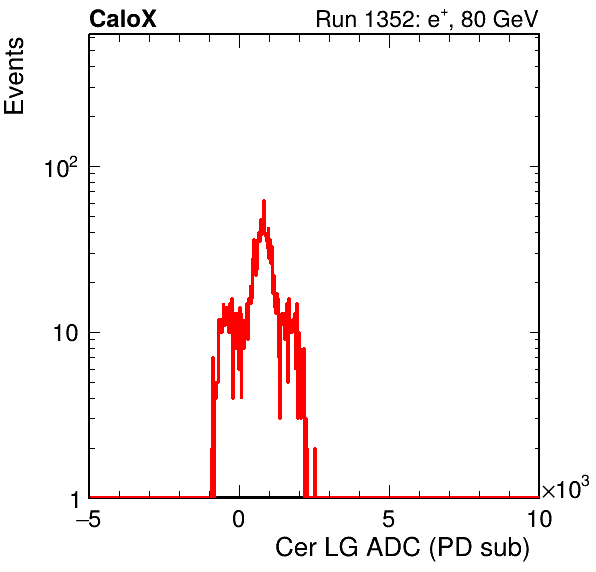 CaloX Run 1352: e⁺, 80 GeV
Events
10²
10
1
−5 0 5 10
×10³
Cer LG ADC (PD sub)